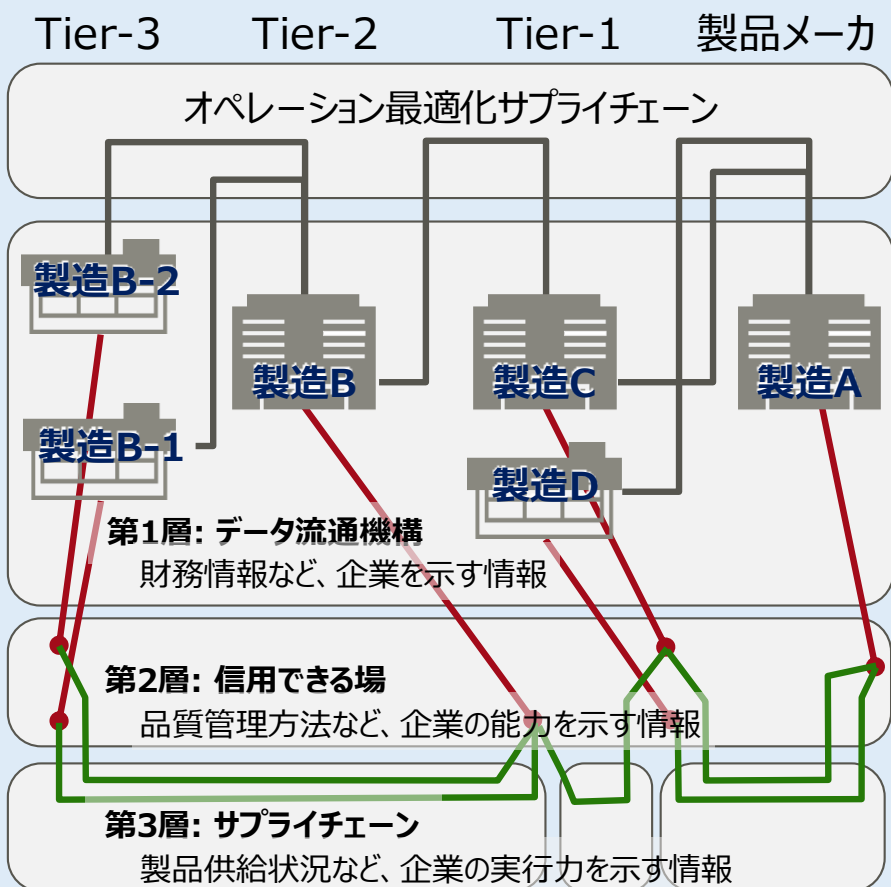 Tier-3 Tier-2 Tier-1 製品メーカ
オペレーション最適化サプライチェーン
製造B-2
製造B 製造C 製造A
製造B-1
製造D
第1層: データ流通機構
財務情報など、企業を示す情報
第2層: 信用できる場
品質管理方法など、企業の能力を示す情報
第3層: サプライチェーン
製品供給状況など、企業の実行力を示す情報